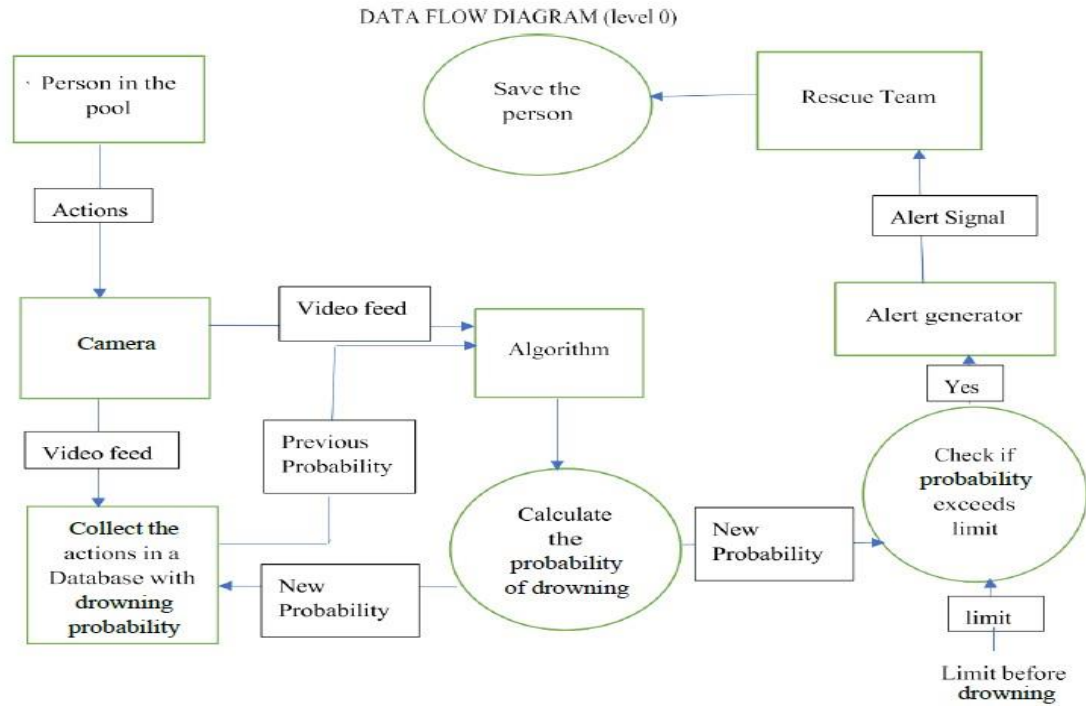 DATA FLOW DIAGRAM (level 0)
Person in the
pool
Save the
person
Rescue Team
Actions
Alert Signal
Camera
Video feed
Algorithm
Alert generator
Yes
Video feed
Previous
Probability
Check if
probability
exceeds
limit
Collect the
actions in a
Database with
drowning
probability
New
Probability
Calculate
the
probability
of drowning
New
Probability
limit
Limit before
drowning